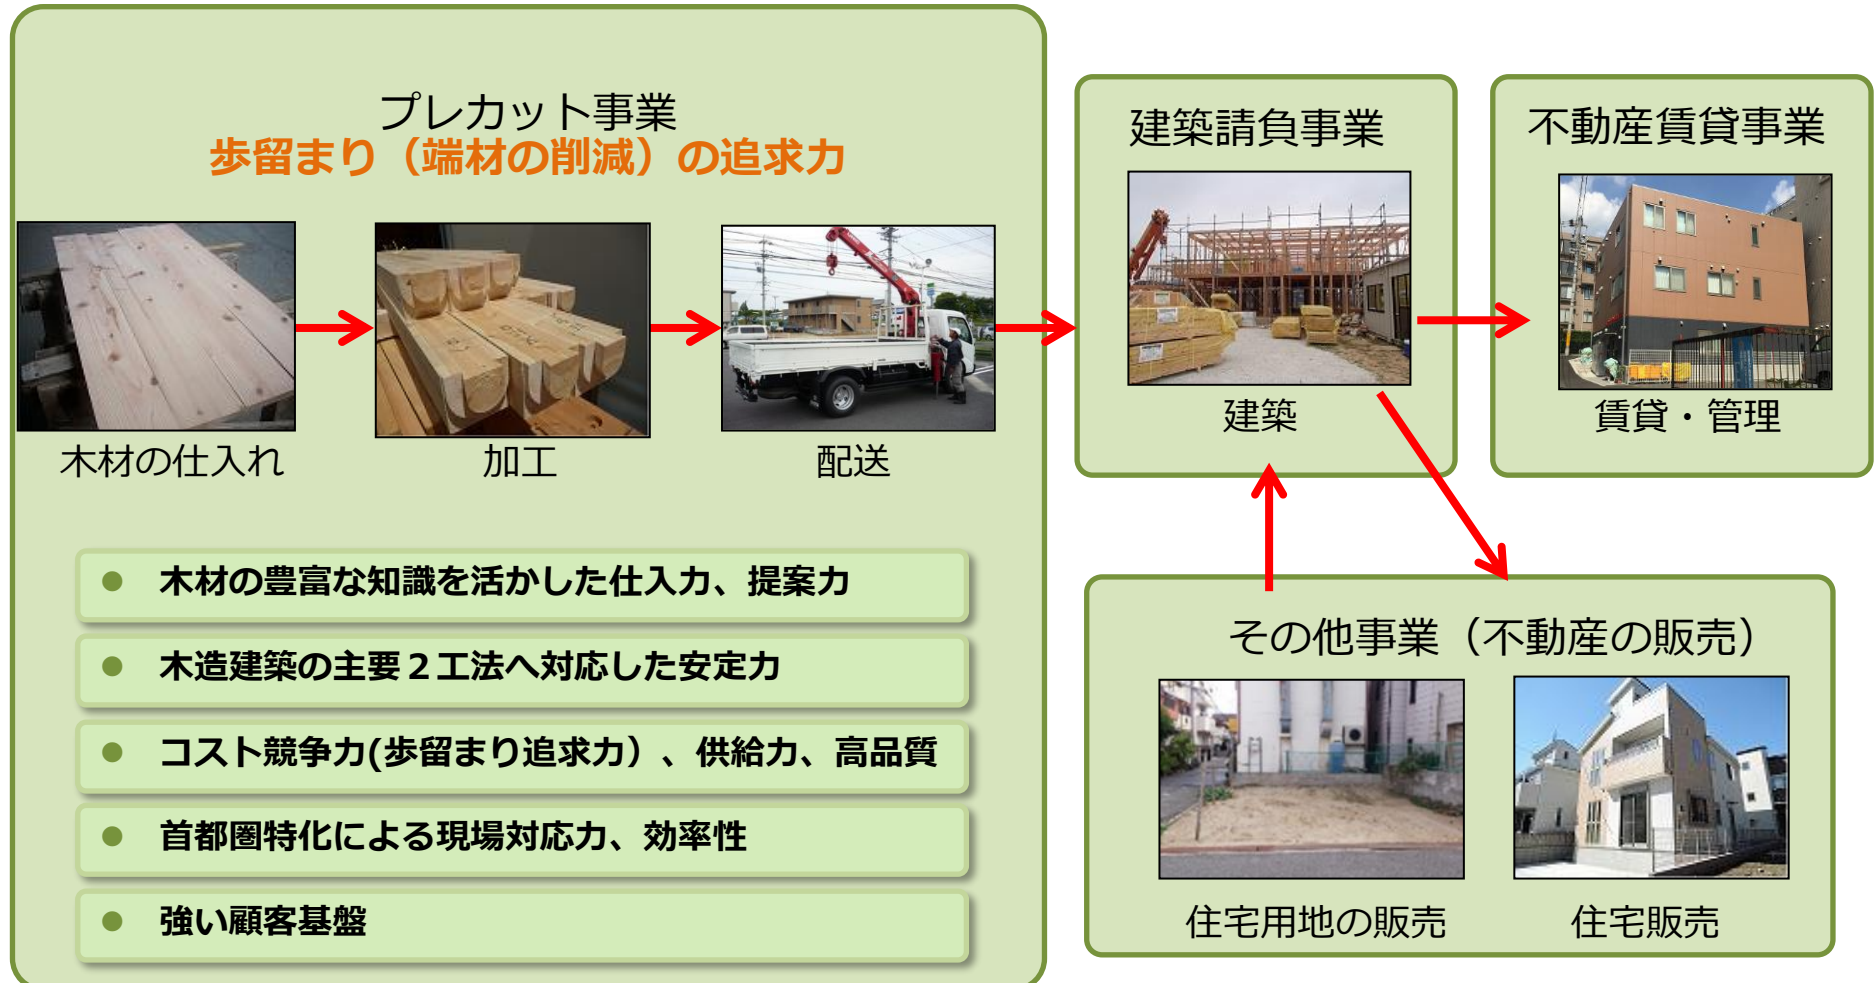 プレカット事業
歩留まり（端材の削減）の追求力
木材の仕入れ
加工
配送
木材の豊富な知識を活かした仕入力、提案力
木造建築の主要２工法へ対応した安定力
コスト競争力(歩留まり追求力）、供給力、高品質
首都圏特化による現場対応力、効率性
強い顧客基盤
建築請負事業
建築
不動産賃貸事業
賃貸・管理
その他事業（不動産の販売）
住宅用地の販売
住宅販売